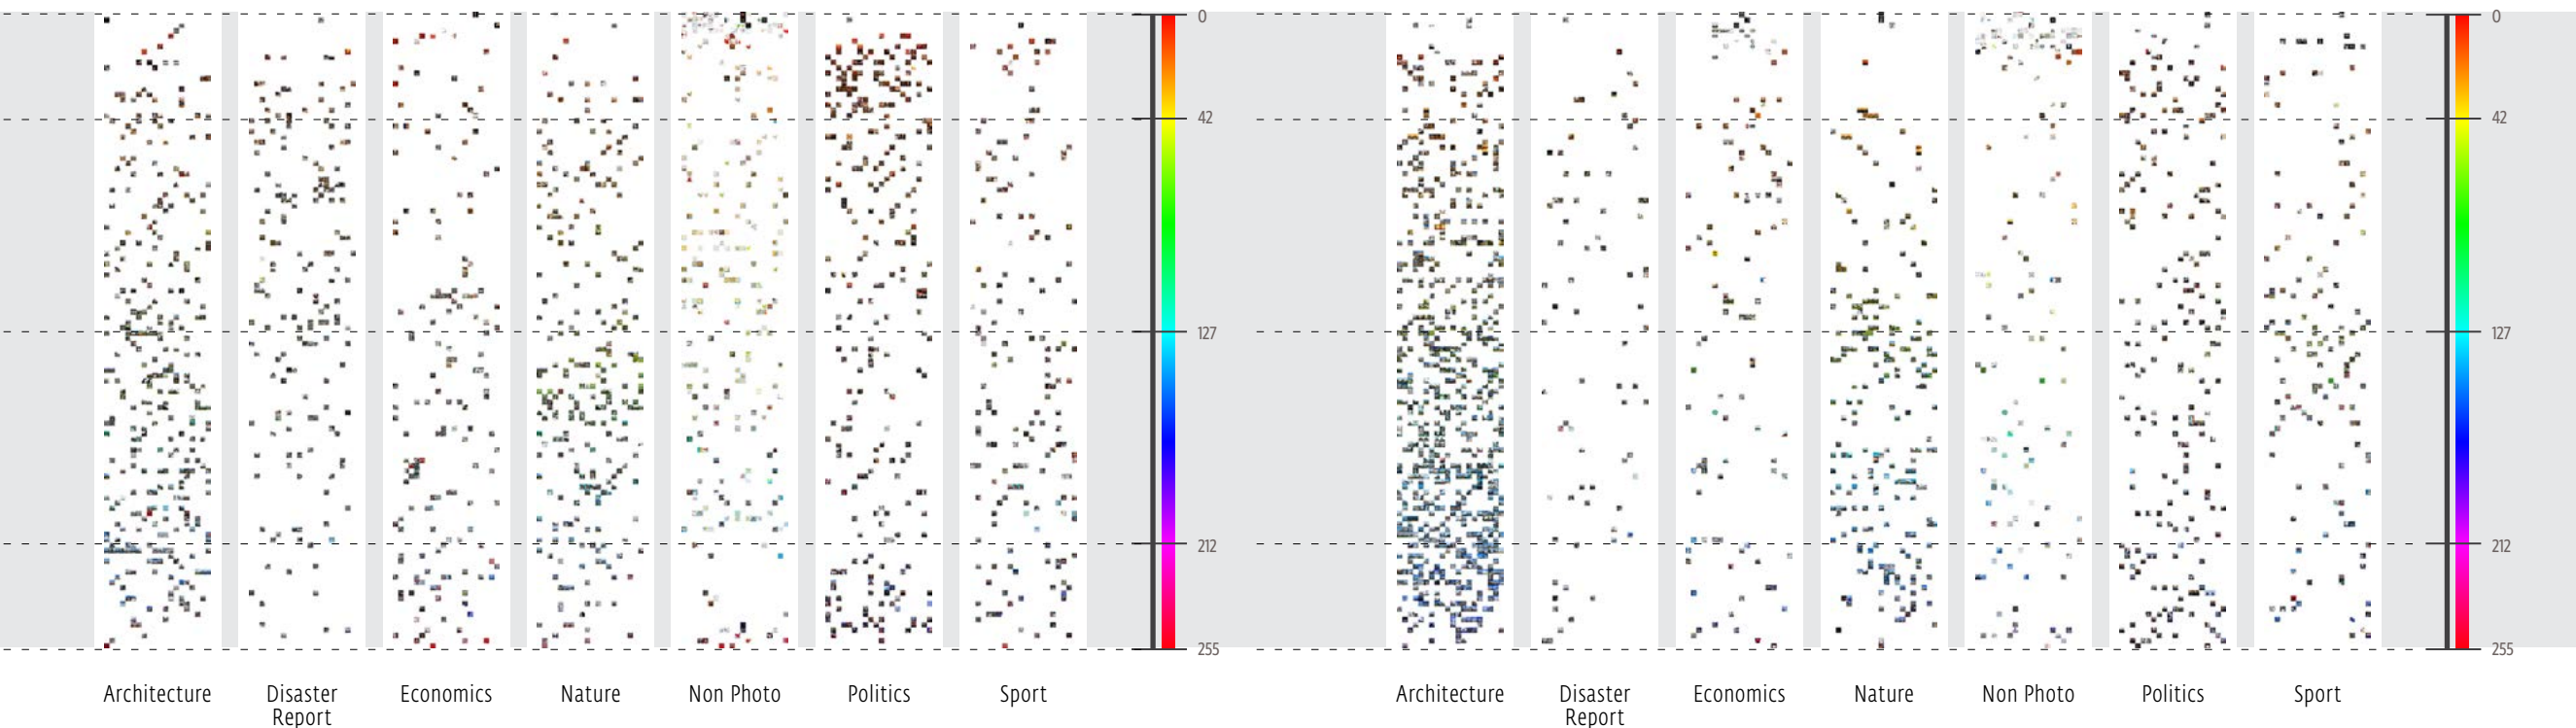 0
42
127
212
255
Architecture
Disaster
Report
Economics
Nature
Non Photo
Politics
Sport
0
42
127
212
255
Architecture
Disaster
Report
Economics
Nature
Non Photo
Politics
Sport